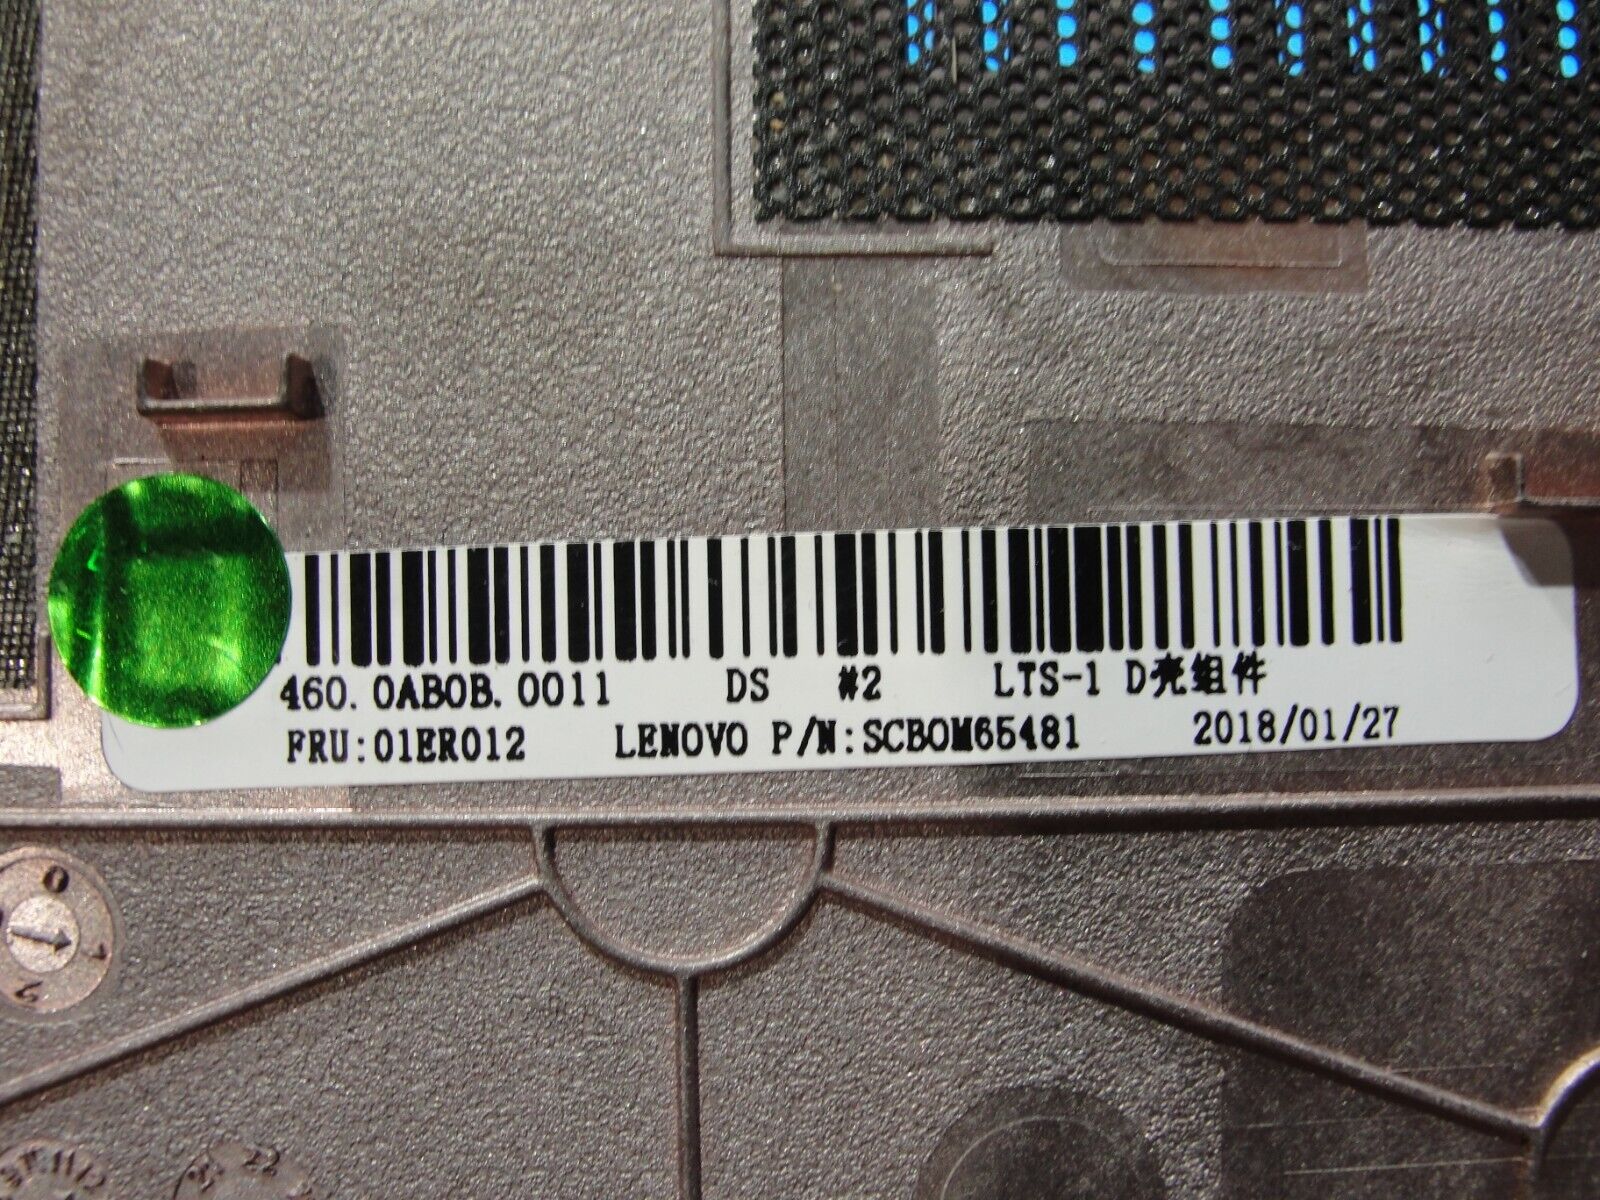 460.0AB0B.0011 DS #2 LTS-1 D壳组件
FRU:01ER012 LENOVO P/N:SCB0M65481 2018/01/27